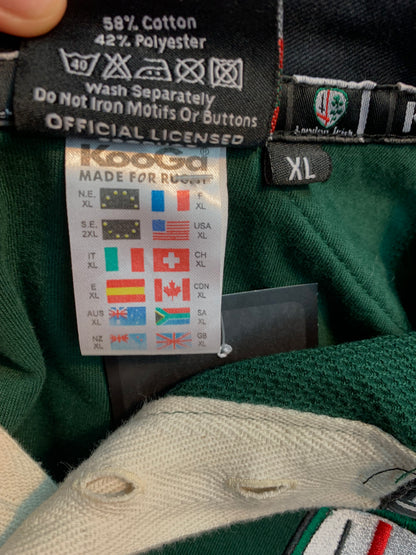 58% Cotton
42% Polyester
40
Wash Separately
Do Not Iron Motifs Or Buttons
OFFICIAL LICENSED
London Irish
XL
KooGa
MADE FOR RUGBY
N.E. XL F XL
S.E. 2XL USA XL
IT XL CH XL
E XL CDN XL
AUS XL SA XL
NZ XL GB XL